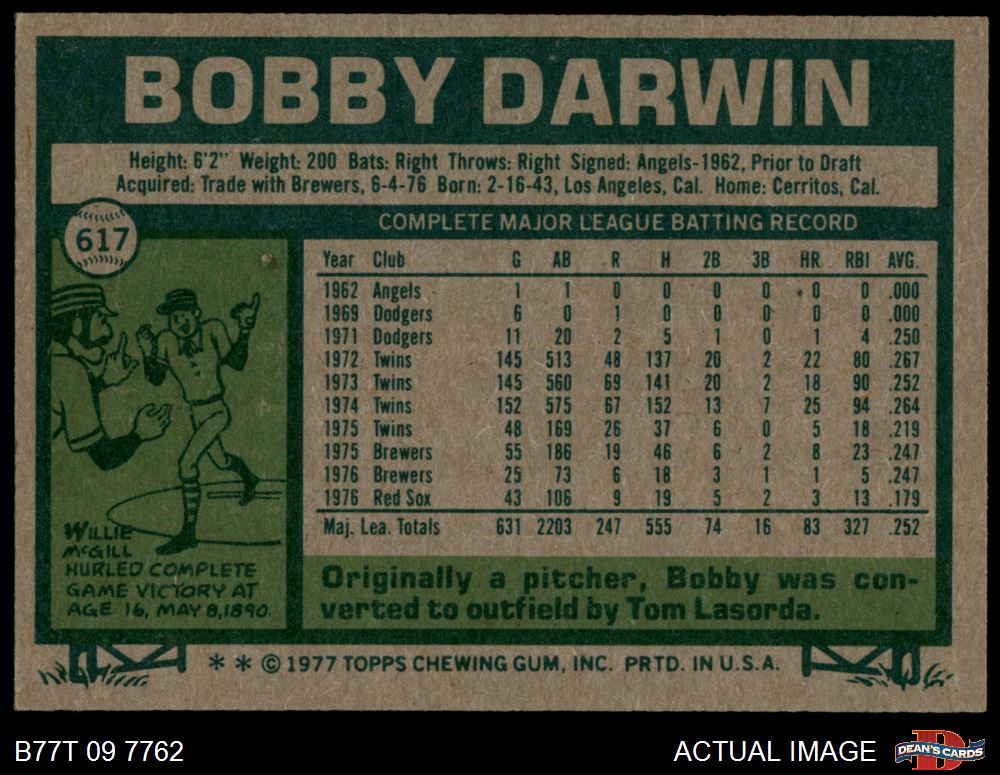 BOBBY DARWIN
Height: 6'2" Weight: 200 Bats: Right Throws: Right Signed: Angels-1962, Prior to Draft
Acquired: Trade with Brewers, 6-4-76 Born: 2-16-43, Los Angeles, Cal. Home: Cerritos, Cal.
617
COMPLETE MAJOR LEAGUE BATTING RECORD
Year Club G AB R H 2B 3B HR RBI AVG.
1962 Angels 1 1 0 0 0 0 0 0 .000
1969 Dodgers 6 0 1 0 0 0 0 0 .000
1971 Dodgers 11 20 2 5 1 0 1 4 .250
1972 Twins 145 513 48 137 20 2 22 80 .267
1973 Twins 145 560 69 141 20 2 18 90 .252
1974 Twins 152 575 67 152 13 7 25 94 .264
1975 Twins 48 169 26 37 6 0 5 18 .219
1975 Brewers 55 186 19 46 6 2 8 23 .247
1976 Brewers 25 73 6 18 3 1 1 5 .247
1976 Red Sox 43 106 9 19 5 2 3 13 .179
Maj. Lea. Totals 631 2203 247 555 74 16 83 327 .252
WILLIE
McGILL
HURLED COMPLETE
GAME VICTORY AT
AGE 16, MAY 8, 1890.
Originally a pitcher, Bobby was con-
verted to outfield by Tom Lasorda.
* * © 1977 TOPPS CHEWING GUM, INC. PRTD. IN U.S.A.
B77T 09 7762
ACTUAL IMAGE
DEAN'S CARDS